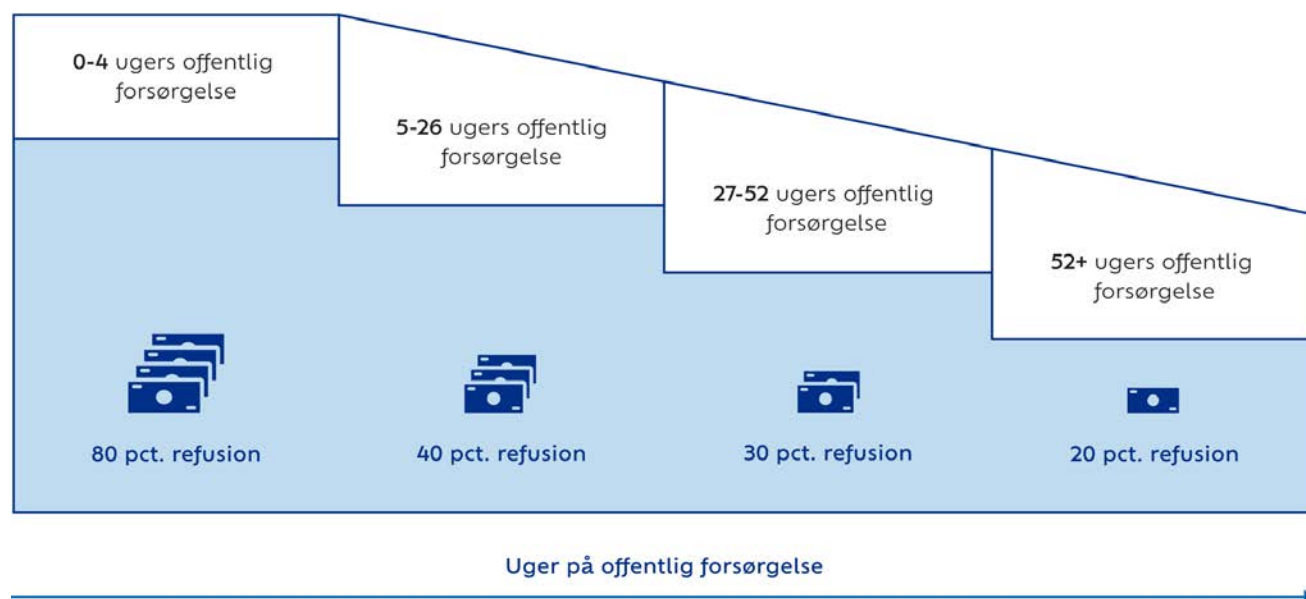 0-4 ugers offentlig
forsørgelse
5-26 ugers offentlig
forsørgelse
27-52 ugers offentlig
forsørgelse
52+ ugers offentlig
forsørgelse
80 pct. refusion
40 pct. refusion
30 pct. refusion
20 pct. refusion
Uger på offentlig forsørgelse